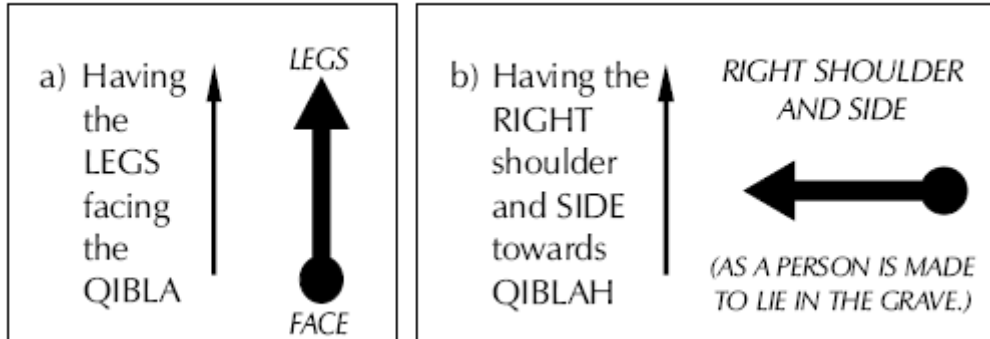 a) Having
the
LEGS
facing
the
QIBLA
LEGS
FACE
b) Having the
RIGHT
shoulder
and SIDE
towards
QIBLAH
RIGHT SHOULDER
AND SIDE
(AS A PERSON IS MADE
TO LIE IN THE GRAVE.)